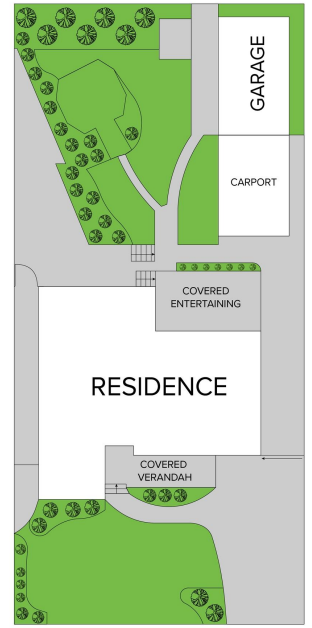 GARAGE
CARPORT
COVERED
ENTERTAINING
RESIDENCE
COVERED
VERANDAH